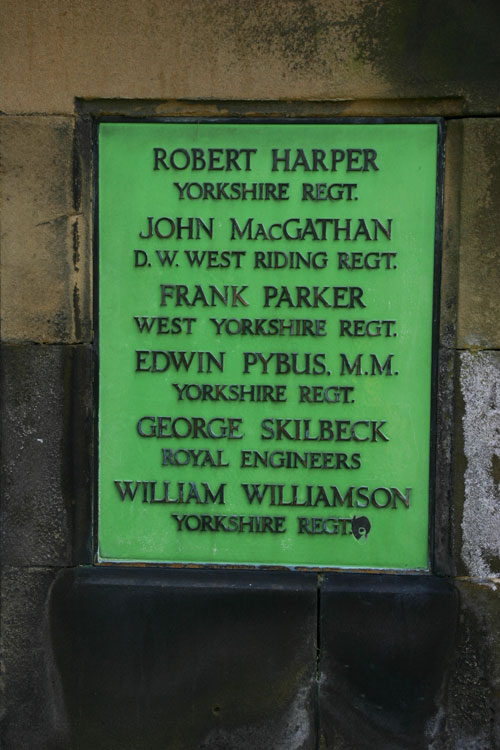 ROBERT HARPER
YORKSHIRE REGT.
JOHN MacGATHAN
D.W. WEST RIDING REGT.
FRANK PARKER
WEST YORKSHIRE REGT.
EDWIN PYBUS, M.M.
YORKSHIRE REGT.
GEORGE SKILBECK
ROYAL ENGINEERS
WILLIAM WILLIAMSON
YORKSHIRE REGT.